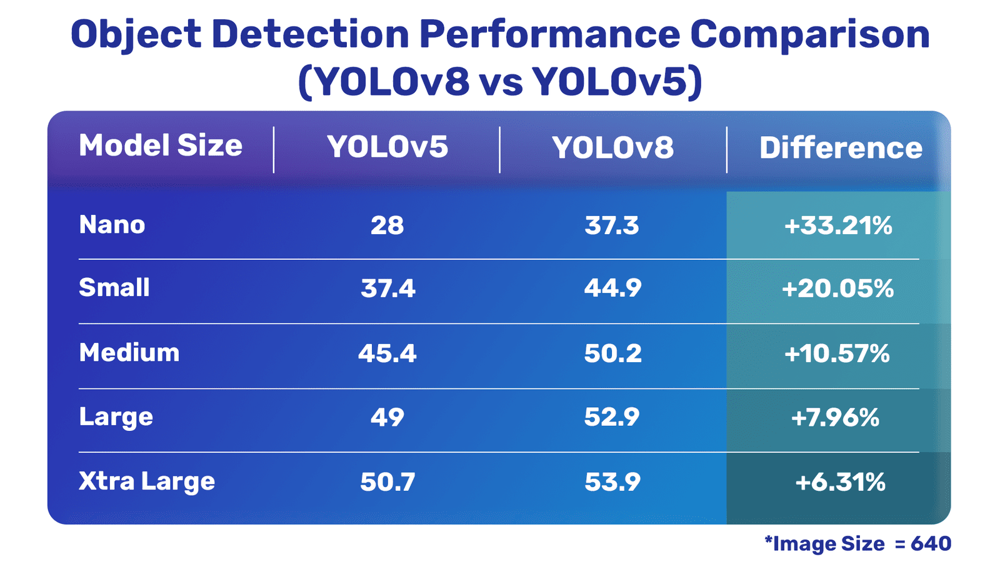 Object Detection Performance Comparison
(YOLOv8 vs YOLOv5)
Model Size YOLOv5 YOLOv8 Difference
Nano 28 37.3 +33.21%
Small 37.4 44.9 +20.05%
Medium 45.4 50.2 +10.57%
Large 49 52.9 +7.96%
Xtra Large 50.7 53.9 +6.31%
*Image Size = 640